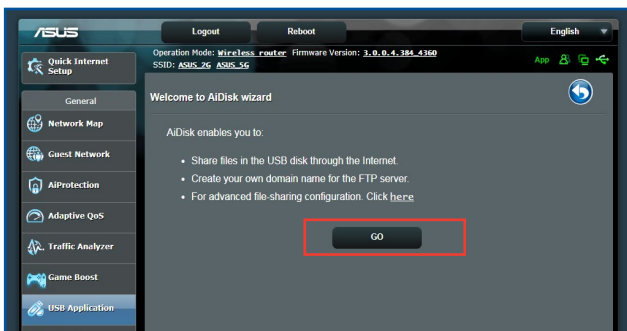 ASUS
Logout
Reboot
English
Operation Mode: Wireless router Firmware Version: 3.0.0.4.384_4360
SSID: ASUS_2G ASUS_5G
App
Quick Internet
Setup
General
Network Map
Guest Network
AiProtection
Adaptive QoS
Traffic Analyzer
Game Boost
USB Application
Welcome to AiDisk wizard
AiDisk enables you to:
• Share files in the USB disk through the Internet.
• Create your own domain name for the FTP server.
• For advanced file-sharing configuration. Click here
GO